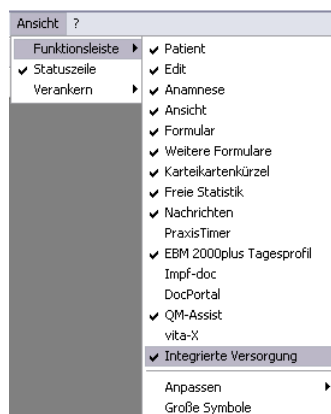 Ansicht ?
Funktionsleiste
Statuszeile
Verankern
Patient
Edit
Anamnese
Ansicht
Formular
Weitere Formulare
Karteikartenkürzel
Freie Statistik
Nachrichten
PraxisTimer
EBM 2000plus Tagesprofil
Impf-doc
DocPortal
QM-Assist
vita-X
Integrierte Versorgung
Anpassen
Große Symbole